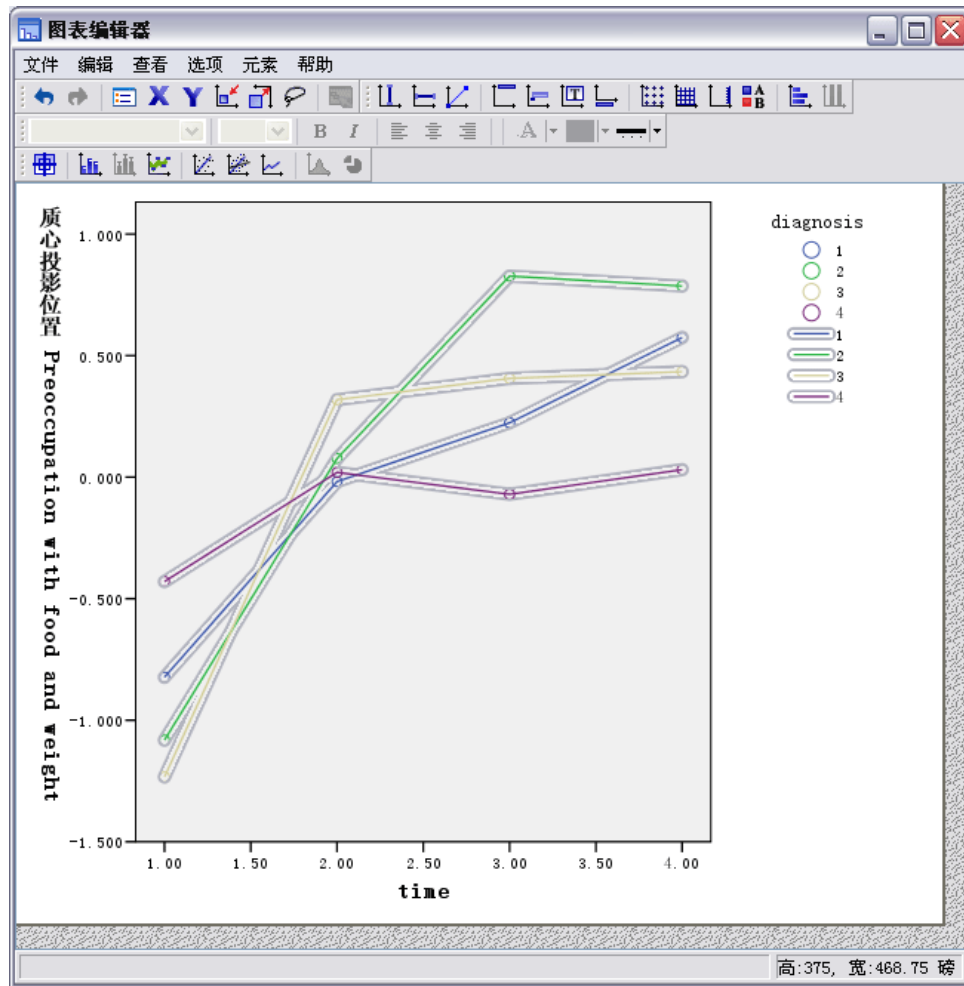 图表编辑器
文件 编辑 查看 选项 元素 帮助
B I A
质心投影位置 Preoccupation with food and weight
1.000
0.500
0.000
-0.500
-1.000
-1.500
1.00 1.50 2.00 2.50 3.00 3.50 4.00
time
diagnosis
1
2
3
4
1
2
3
4
高:375, 宽:468.75 磅